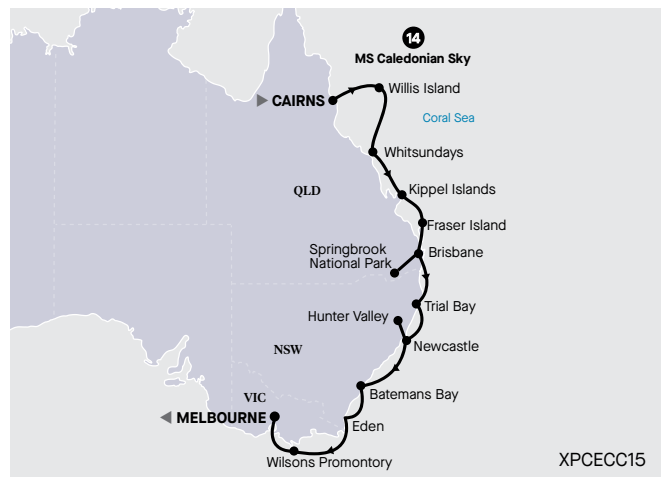 14
MS Caledonian Sky
CAIRNS
Willis Island
Coral Sea
Whitsundays
Kippel Islands
QLD
Fraser Island
Springbrook
National Park
Brisbane
Trial Bay
Hunter Valley
Newcastle
NSW
Batemans Bay
VIC
MELBOURNE
Eden
Wilsons Promontory
XPCECC15